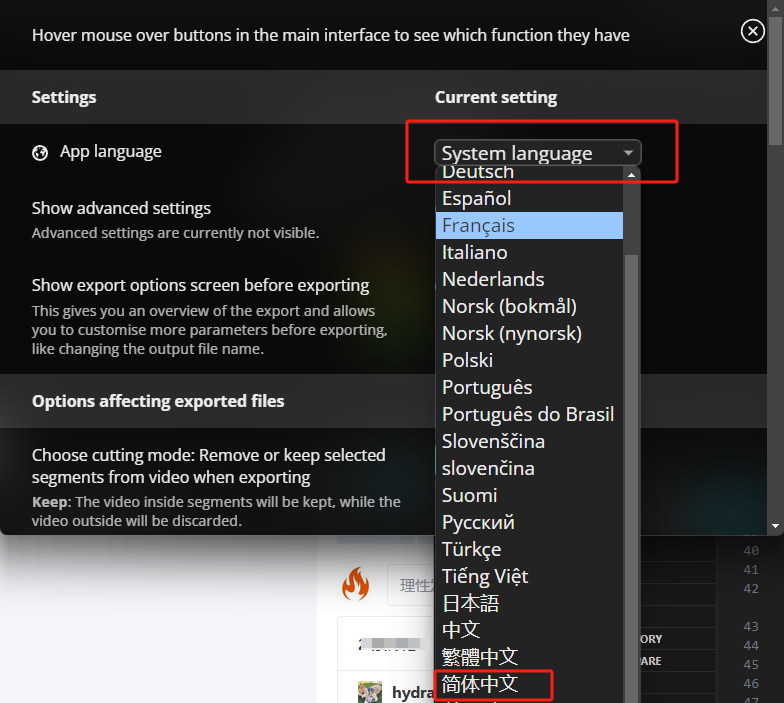 Hover mouse over buttons in the main interface to see which function they have
Settings
Current setting
App language
System language
Deutsch
Español
Français
Italiano
Nederlands
Norsk (bokmål)
Norsk (nynorsk)
Polski
Português
Português do Brasil
Slovenščina
slovenčina
Suomi
Русский
Türkçe
Tiếng Việt
日本語
中文
繁體中文
简体中文
Show advanced settings
Advanced settings are currently not visible.
Show export options screen before exporting
This gives you an overview of the export and allows
you to customise more parameters before exporting,
like changing the output file name.
Options affecting exported files
Choose cutting mode: Remove or keep selected
segments from video when exporting
Keep: The video inside segments will be kept, while the
video outside will be discarded.
理性
hydra
ORY
ARE
40
41
42
43
44
45
46
47